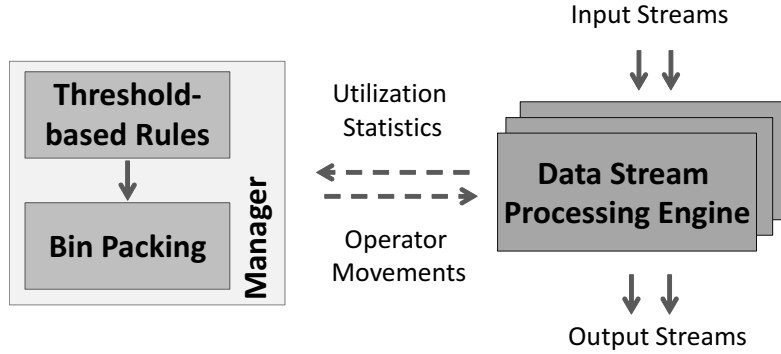 Input Streams
Threshold-
based Rules
Bin Packing
Manager
Utilization
Statistics
Operator
Movements
Data Stream
Processing Engine
Output Streams